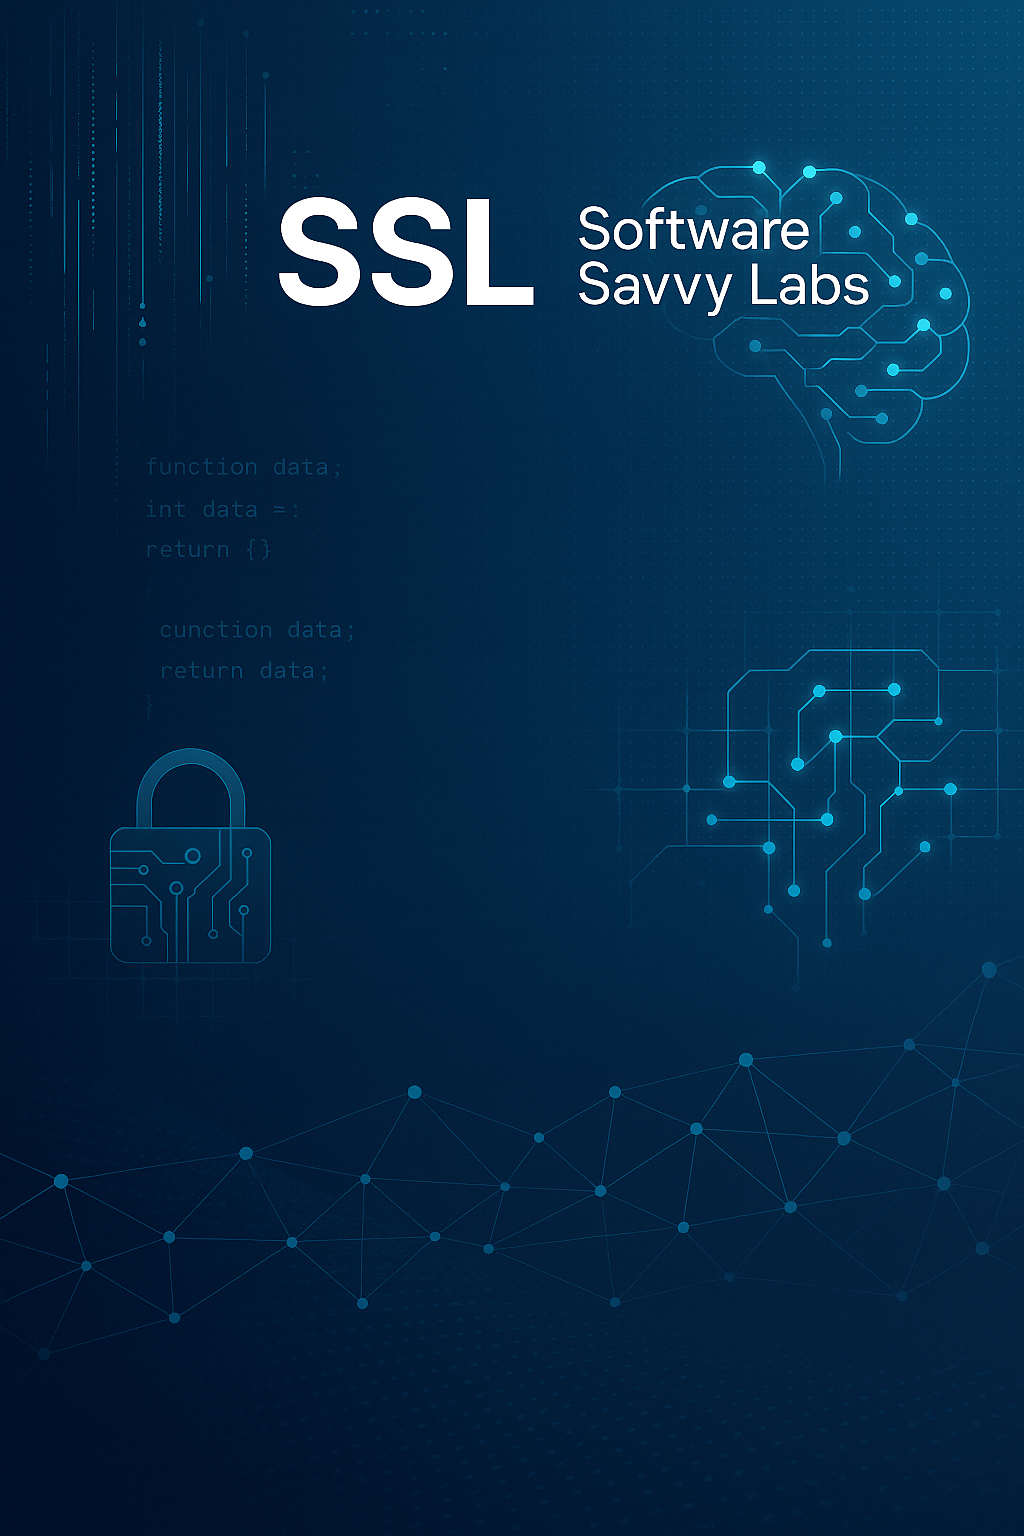 SSL
Software
Savvy Labs
function data;
int data =:
return {}
cunction data;
return data;
}